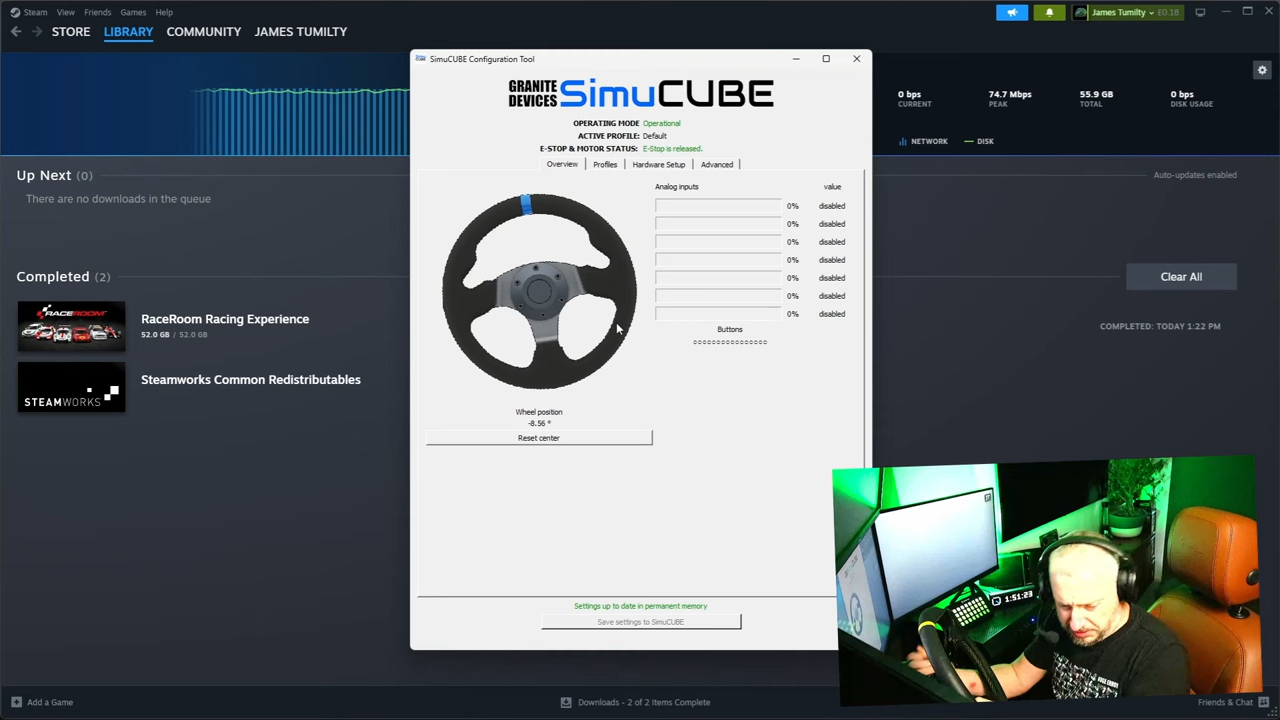 Steam View Friends Games Help
James Tumilty £0.18
STORE LIBRARY COMMUNITY JAMES TUMILTY
SimuCUBE Configuration Tool
GRANITE DEVICES SimuCUBE
OPERATING MODE Operational
ACTIVE PROFILE: Default
E-STOP & MOTOR STATUS: E-Stop is released.
Overview Profiles Hardware Setup Advanced
0 bps 74.7 Mbps 55.9 GB 0 bps
CURRENT PEAK TOTAL DISK USAGE
NETWORK DISK
Up Next (0)
Auto-updates enabled
There are no downloads in the queue
Analog inputs value
0% disabled
0% disabled
0% disabled
0% disabled
0% disabled
0% disabled
0% disabled
Buttons
Wheel position
-8.56 °
Reset center
Completed (2)
Clear All
RACEROOM
RaceRoom Racing Experience
52.0 GB / 52.0 GB
COMPLETED: TODAY 1:22 PM
STEAMWORKS
Steamworks Common Redistributables
Settings up to date in permanent memory
Save settings to SimuCUBE
1:51:23
Add a Game
Downloads - 2 of 2 Items Complete
Friends & Chat